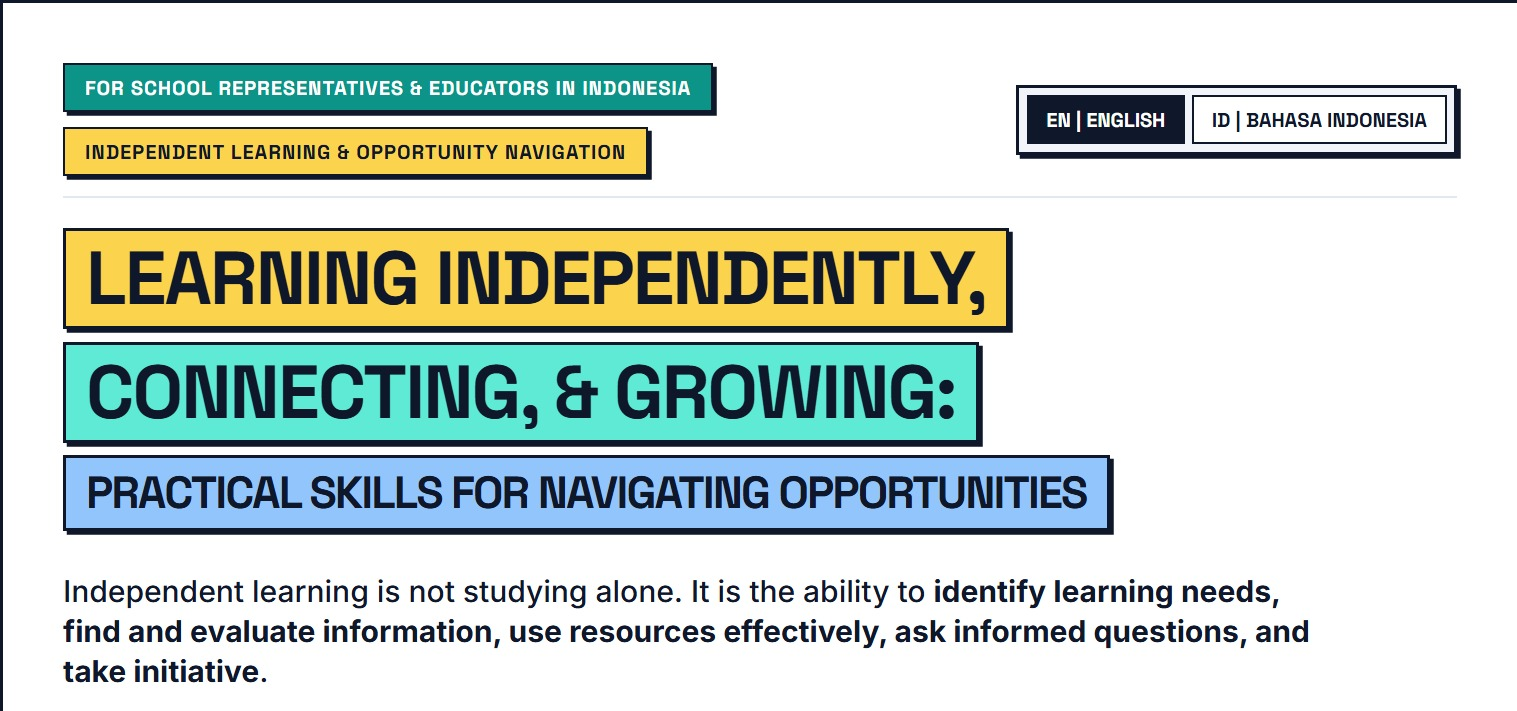 FOR SCHOOL REPRESENTATIVES & EDUCATORS IN INDONESIA
INDEPENDENT LEARNING & OPPORTUNITY NAVIGATION
EN | ENGLISH
ID | BAHASA INDONESIA
LEARNING INDEPENDENTLY,
CONNECTING, & GROWING:
PRACTICAL SKILLS FOR NAVIGATING OPPORTUNITIES
Independent learning is not studying alone. It is the ability to identify learning needs,
find and evaluate information, use resources effectively, ask informed questions, and
take initiative.